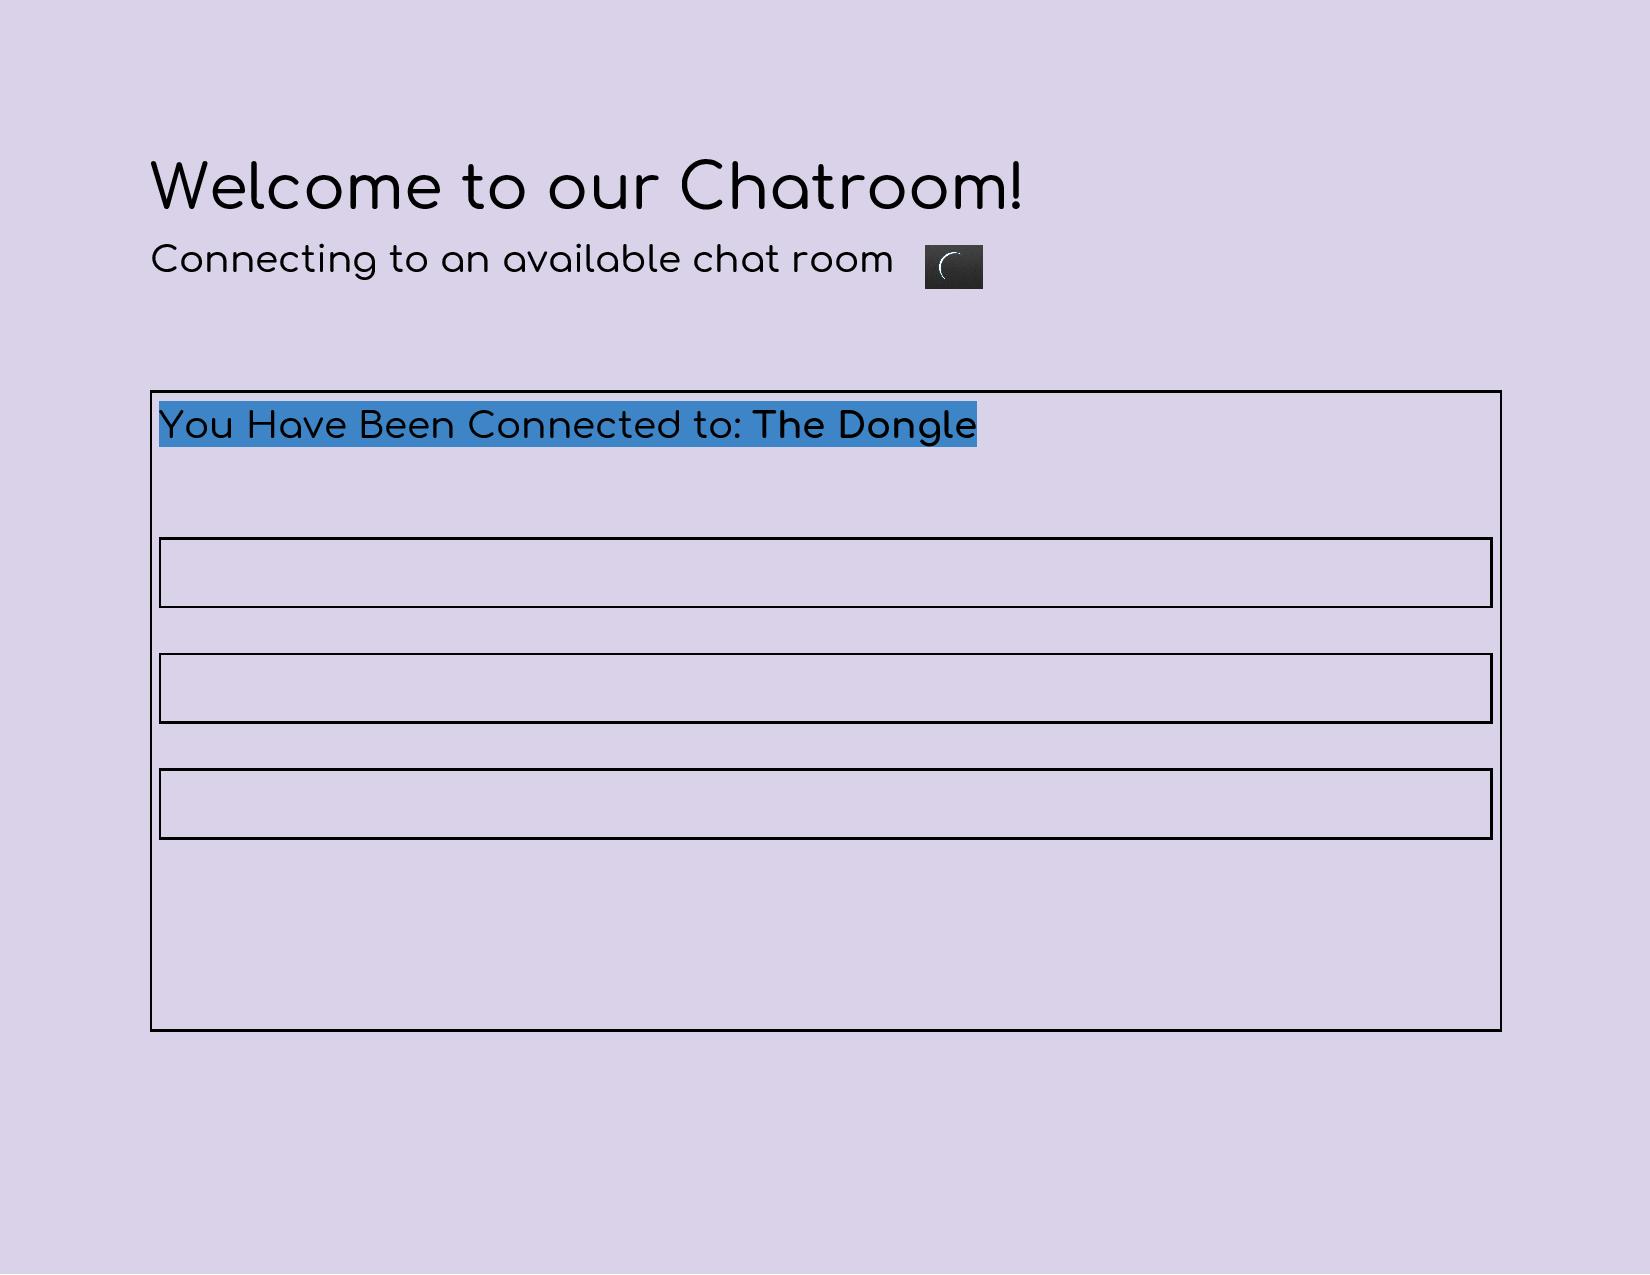 Welcome to our Chatroom!
Connecting to an available chat room
You Have Been Connected to: The Dongle